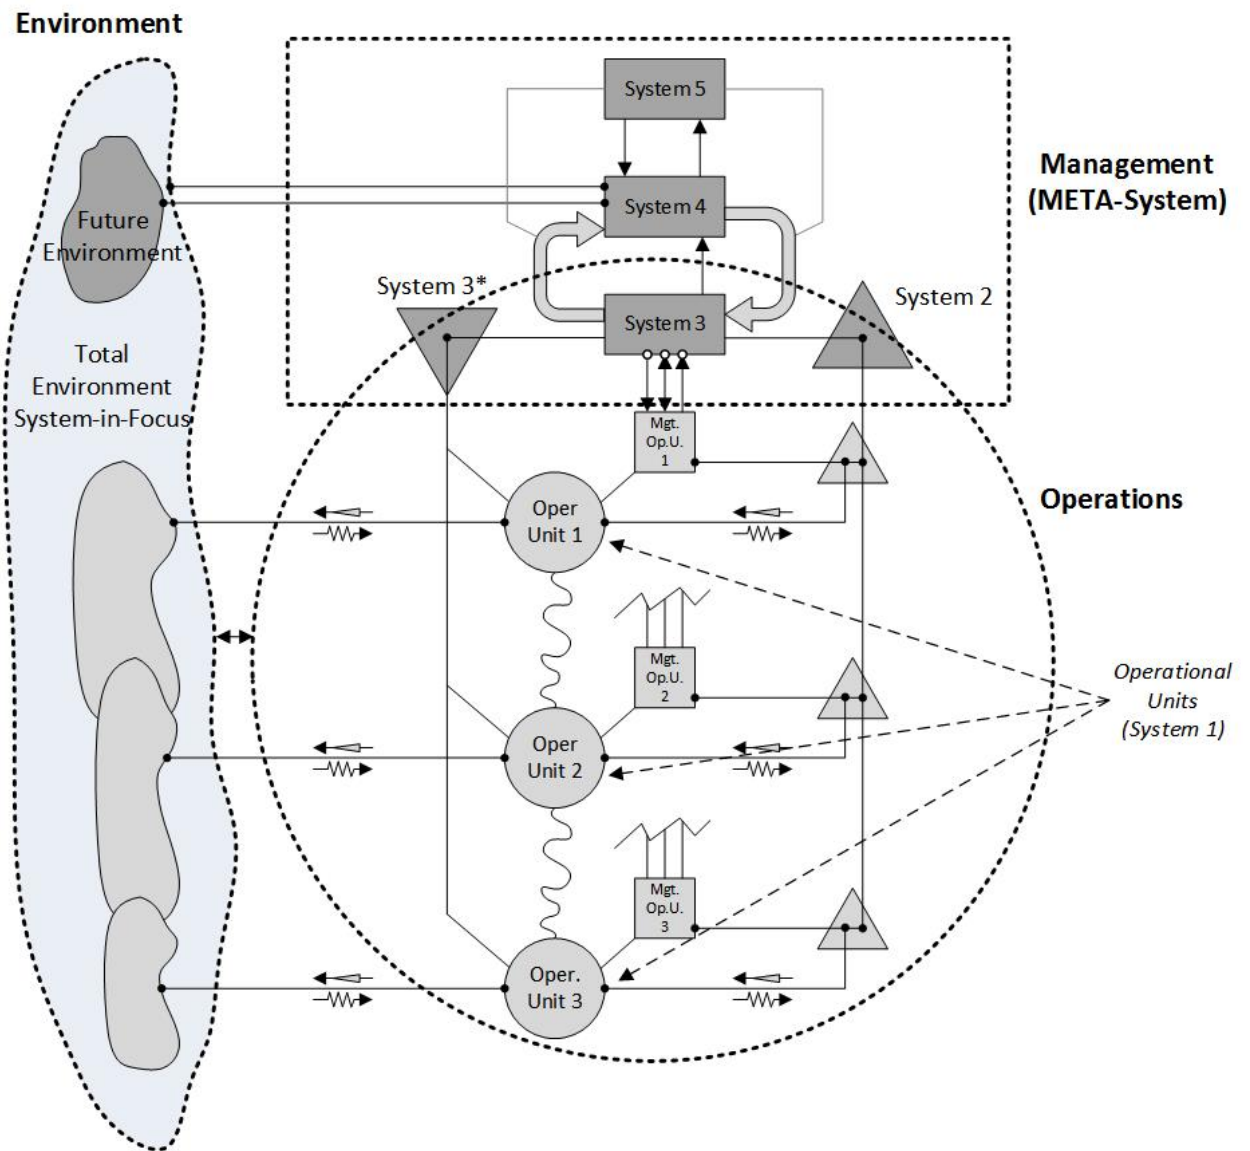 Environment
System 5
Management
(META-System)
System 4
Future
Environment
System 3*
System 2
System 3
Total
Environment
System-in-Focus
Mgt.
Op.U.
1
Operations
Oper
Unit 1
Mgt.
Op.U.
2
Operational
Units
(System 1)
Oper
Unit 2
Mgt.
Op.U.
3
Oper.
Unit 3